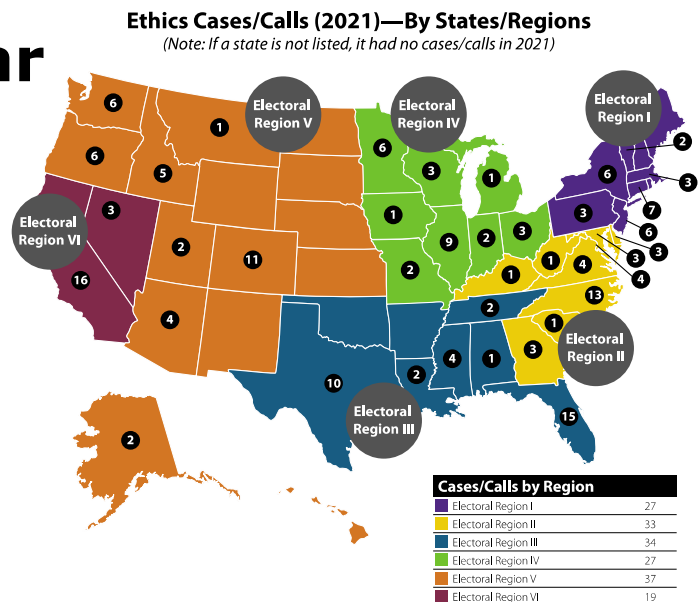 Ethics Cases/Calls (2021)—By States/Regions
(Note: If a state is not listed, it had no cases/calls in 2021)
ar
Electoral
Region V
Electoral
Region IV
Electoral
Region I
6
1
6
5
6
3
1
6
2
3
7
6
3
3
4
3
Electoral
Region VI
3
16
2
11
4
1
9
2
3
2
1
1
4
13
1
3
Electoral
Region II
2
4
1
2
10
15
Electoral
Region III
2
Cases/Calls by Region
Electoral Region I 27
Electoral Region II 33
Electoral Region III 34
Electoral Region IV 27
Electoral Region V 37
Electoral Region VI 19